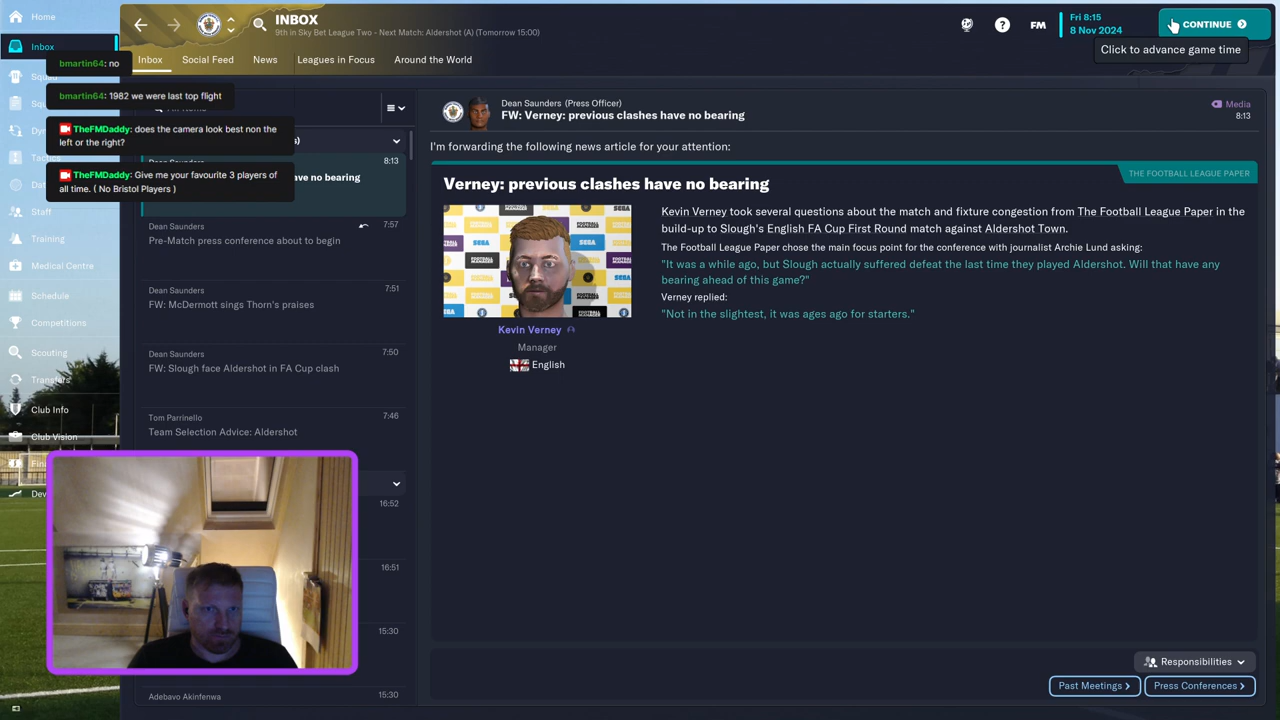 Home
Inbox
Squad
Training
Medical Centre
Schedule
Competitions
Scouting
Transfers
Club Info
Club Vision
Staff
INBOX
9th in Sky Bet League Two - Next Match: Aldershot (A) (Tomorrow 15:00)
FM
Fri 8:15
8 Nov 2024
CONTINUE
Click to advance game time
Inbox
Social Feed
News
Leagues in Focus
Around the World
bmartin64: no
bmartin64: 1982 we were last top flight
TheFMDaddy: does the camera look best non the
left or the right?
TheFMDaddy: Give me your favourite 3 players of
all time. ( No Bristol Players )
8:13
ave no bearing
Dean Saunders
7:57
Pre-Match press conference about to begin
Dean Saunders
7:51
FW: McDermott sings Thorn's praises
Dean Saunders
7:50
FW: Slough face Aldershot in FA Cup clash
Tom Parrinello
7:46
Team Selection Advice: Aldershot
16:52
16:51
15:30
Adebayo Akinfenwa
15:30
Dean Saunders (Press Officer)
FW: Verney: previous clashes have no bearing
Media
8:13
I'm forwarding the following news article for your attention:
THE FOOTBALL LEAGUE PAPER
Verney: previous clashes have no bearing
Kevin Verney took several questions about the match and fixture congestion from The Football League Paper in the
build-up to Slough's English FA Cup First Round match against Aldershot Town.
The Football League Paper chose the main focus point for the conference with journalist Archie Lund asking:
"It was a while ago, but Slough actually suffered defeat the last time they played Aldershot. Will that have any
bearing ahead of this game?"
Verney replied:
"Not in the slightest, it was ages ago for starters."
Kevin Verney
Manager
English
Responsibilities
Past Meetings
Press Conferences